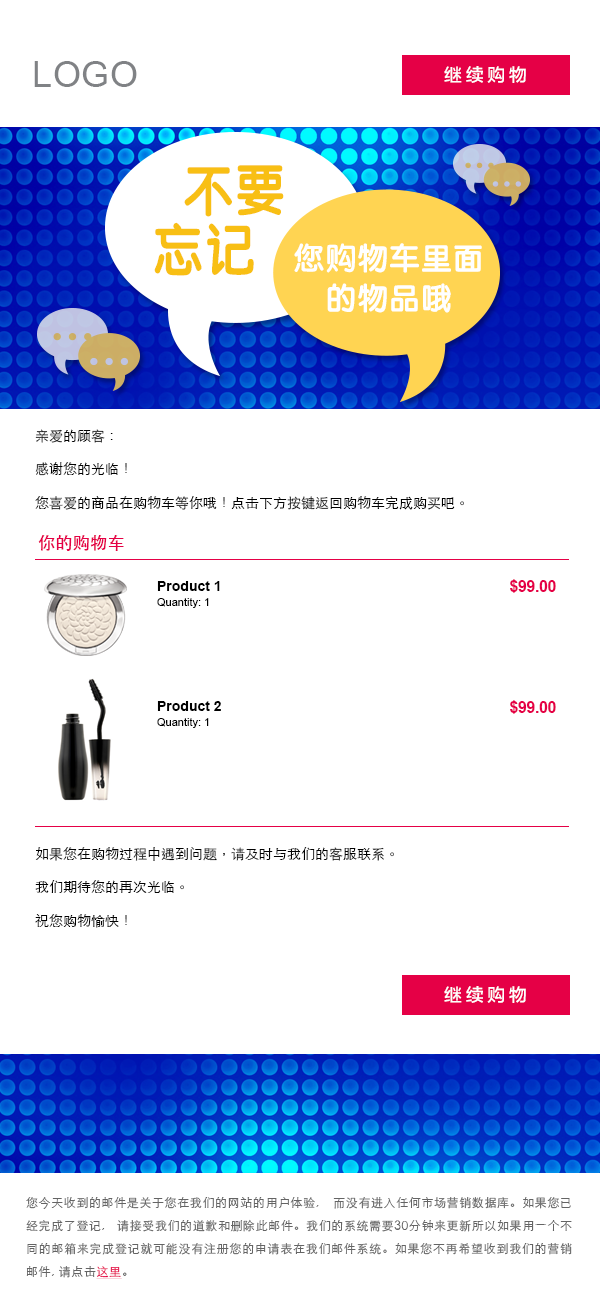 LOGO
继续购物
不要
忘记
您购物车里面
的物品哦
亲爱的顾客：
感谢您的光临！
您喜爱的商品在购物车等你哦！点击下方按键返回购物车完成购买吧。
你的购物车
Product 1
$99.00
Quantity: 1
Product 2
$99.00
Quantity: 1
如果您在购物过程中遇到问题，请及时与我们的客服联系。
我们期待您的再次光临。
祝您购物愉快！
继续购物
您今天收到的邮件是关于您在我们的网站的用户体验, 而没有进入任何市场营销数据库。如果您已
经完成了登记, 请接受我们的道歉和删除此邮件。我们的系统需要30分钟来更新所以如果用一个不
同的邮箱来完成登记就可能没有注册您的申请表在我们邮件系统。如果您不再希望收到我们的营销
邮件, 请点击这里。